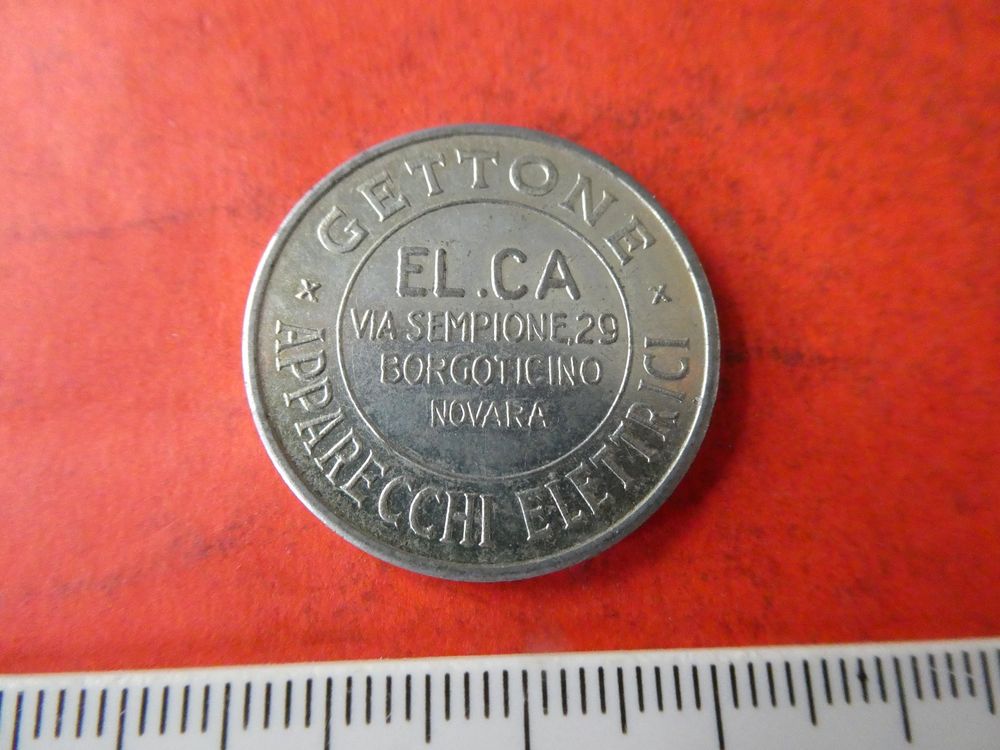 GETTONE
EL.CA
VIA SEMPIONE,29
BORGOTICINO
NOVARA
APPARECCHI ELETTRICI